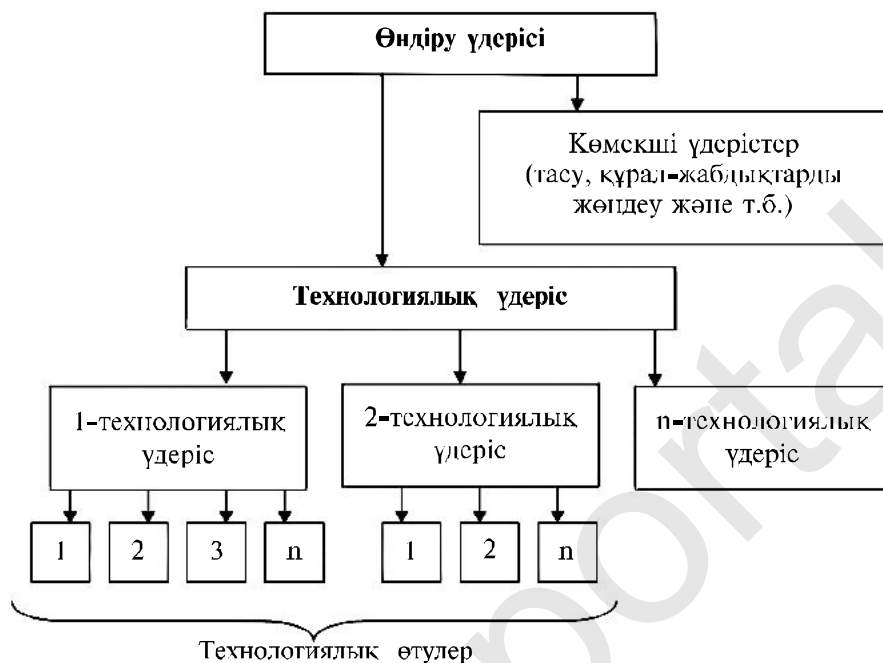 Өндіру үдерісі
Көмекші үдерістер
(тасу, құрал-жабдықтарды
жөндеу және т.б.)
Технологиялық үдеріс
1-технологиялық
үдеріс
2-технологиялық
үдеріс
n-технологиялық
үдеріс
1 2 3 n 1 2 n
Технологиялық өтулер
portal